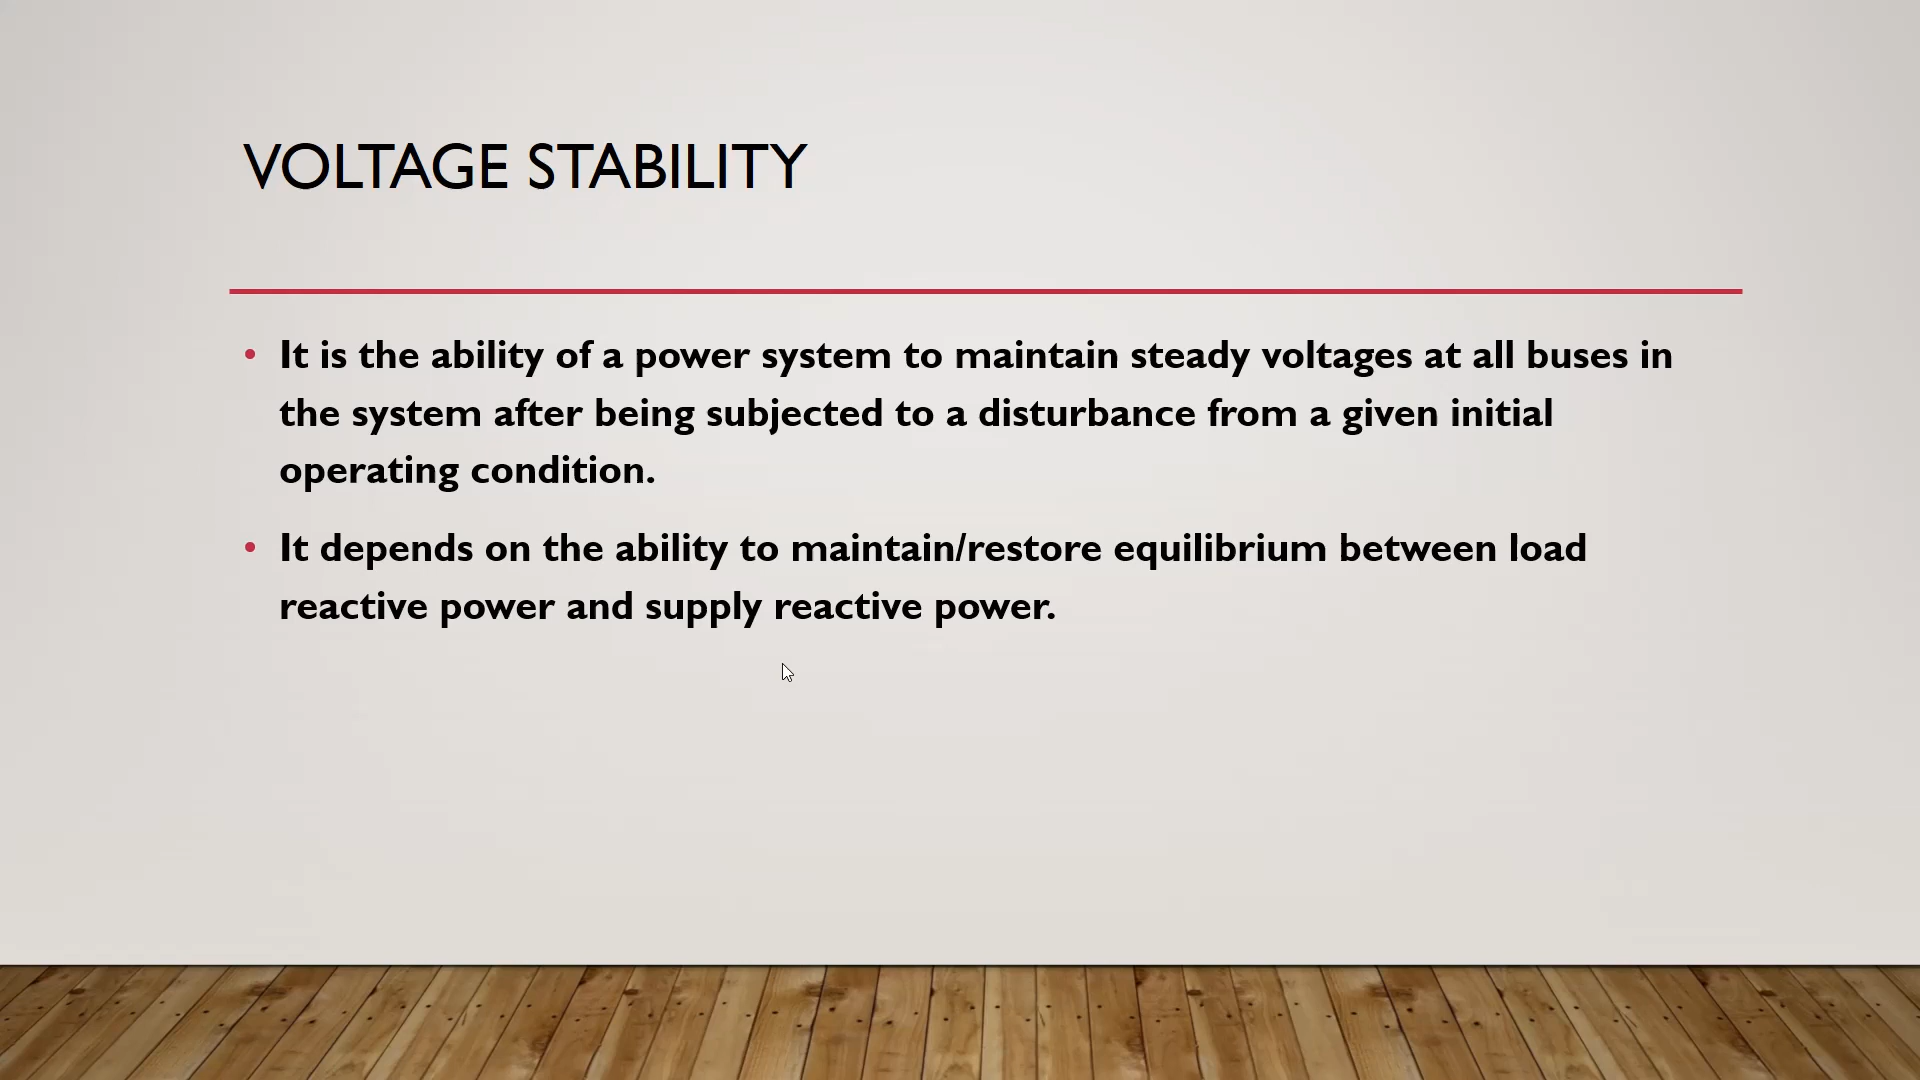 VOLTAGE STABILITY
• It is the ability of a power system to maintain steady voltages at all buses in
the system after being subjected to a disturbance from a given initial
operating condition.
• It depends on the ability to maintain/restore equilibrium between load
reactive power and supply reactive power.